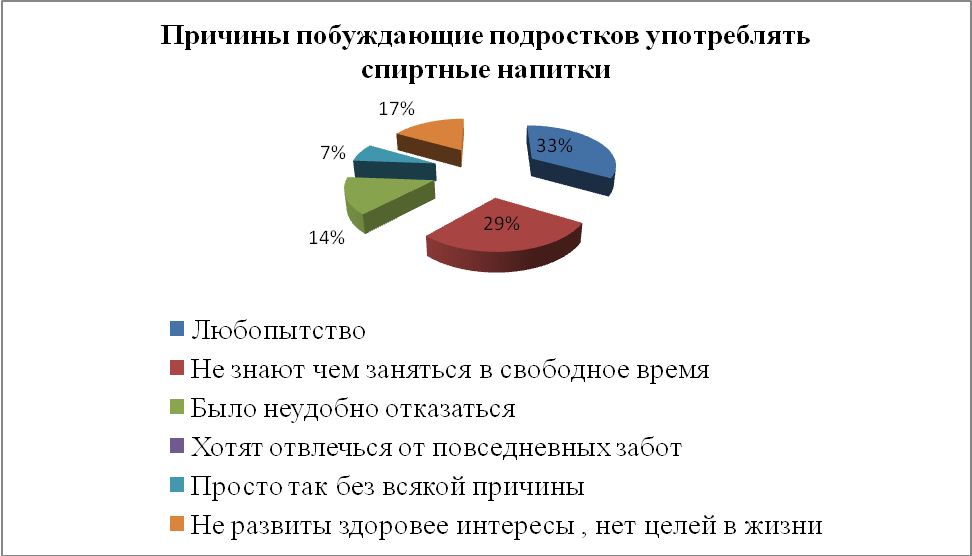 Причины побуждающие подростков употреблять
спиртные напитки
17%
33%
7%
29%
14%
Любопытство
Не знают чем заняться в свободное время
Было неудобно отказаться
Хотят отвлечься от повседневных забот
Просто так без всякой причины
Не развиты здоровее интересы , нет целей в жизни